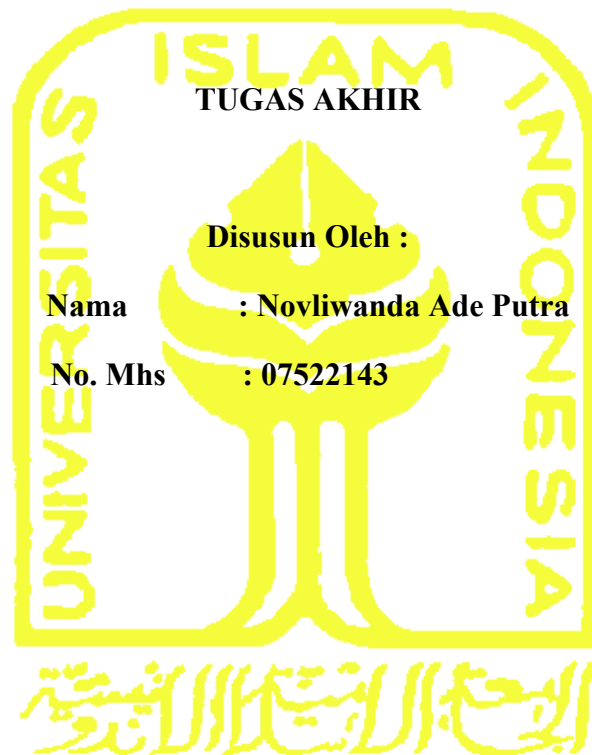 ISLAM
UNIVERSITAS
INDONESIA
TUGAS AKHIR
Disusun Oleh :
Nama : Novliwanda Ade Putra
No. Mhs : 07522143